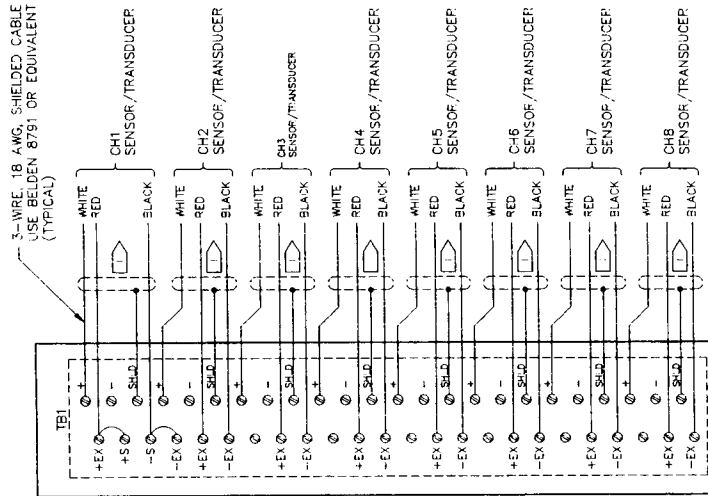 3-WIRE, 18 AWG, SHIELDED CABLE
USE BELDEN 8791 OR EQUIVALENT
(TYPICAL)
TB1
+EX
+S
-S
-EX
+
-
SHLD
WHITE
RED
BLACK
CH1
SENSOR/TRANSDUCER
+EX
-EX
+
-
SHLD
WHITE
RED
BLACK
CH2
SENSOR/TRANSDUCER
+EX
-EX
+
-
SHLD
WHITE
RED
BLACK
CH3
SENSOR/TRANSDUCER
+EX
-EX
+
-
SHLD
WHITE
RED
BLACK
CH4
SENSOR/TRANSDUCER
+EX
-EX
+
-
SHLD
WHITE
RED
BLACK
CH5
SENSOR/TRANSDUCER
+EX
-EX
+
-
SHLD
WHITE
RED
BLACK
CH6
SENSOR/TRANSDUCER
+EX
-EX
+
-
SHLD
WHITE
RED
BLACK
CH7
SENSOR/TRANSDUCER
+EX
-EX
+
-
SHLD
WHITE
RED
BLACK
CH8
SENSOR/TRANSDUCER